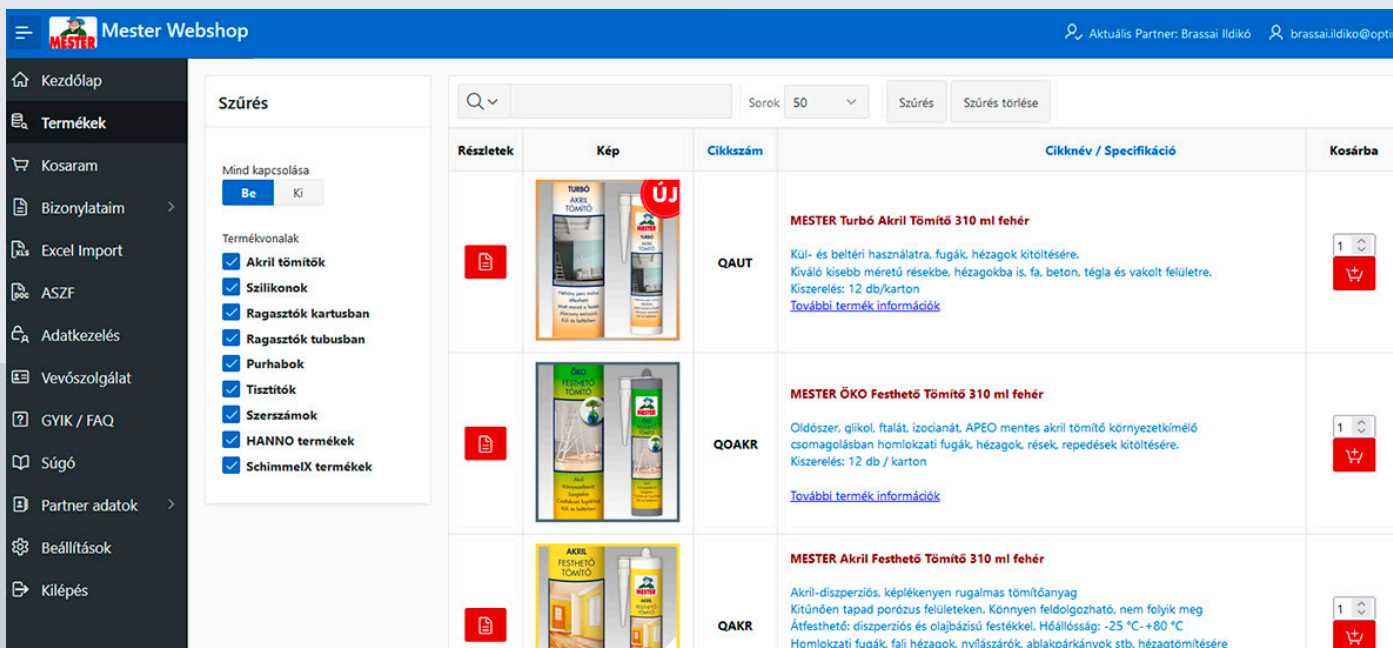 MESTER
Mester Webshop
Aktuális Partner: Brassai Ildikó
brassai.ildiko@opti
Kezdőlap
Termékek
Kosaram
Bizonylataim
XLS
Excel Import
DOC
ASZF
Adatkezelés
Vevőszolgálat
GYIK / FAQ
Súgó
Partner adatok
Beállítások
Kilépés
Szűrés
Mind kapcsolása
Be
Ki
Termékvonalak
Akril tömítők
Szilikonok
Ragasztók kartusban
Ragasztók tubusban
Purhabok
Tisztítók
Szerszámok
HANNO termékek
SchimmelX termékek
Sorok
50
Szűrés
Szűrés törlése
Részletek
Kép
Cikkszám
Cikknév / Specifikáció
Kosárba
TURBÓ
AKRIL
TÖMÍTŐ
ÚJ
MESTER
QAUT
MESTER Turbó Akril Tömítő 310 ml fehér
Kül- és beltéri használatra, fugák, hézagok kitöltésére.
Kiváló kisebb méretű résekbe, hézagokba is, fa, beton, tégla és vakolt felületre.
Kiszerelés: 12 db/karton
További termék információk
1
ÖKO
FESTHETŐ
TÖMÍTŐ
MESTER
QOAKR
MESTER ÖKO Festhető Tömítő 310 ml fehér
Oldószer, glikol, ftalát, izocianát, APEO mentes akril tömítő környezetkímélő
csomagolásban homlokzati fugák, hézagok, rések, repedések kitöltésére.
Kiszerelés: 12 db / karton
További termék információk
1
AKRIL
FESTHETŐ
TÖMÍTŐ
MESTER
QAKR
MESTER Akril Festhető Tömítő 310 ml fehér
Akril-diszperziós, képlékenyen rugalmas tömítőanyag
Kitűnően tapad porózus felületeken. Könnyen feldolgozható, nem folyik meg
Átfesthető: diszperziós és olajbázisú festékkel. Hőállósság: -25 °C-+80 °C
Homlokzati fugák, fali hézagok, nyílászárók, ablakpárkányok stb. hézagtömítésére
1